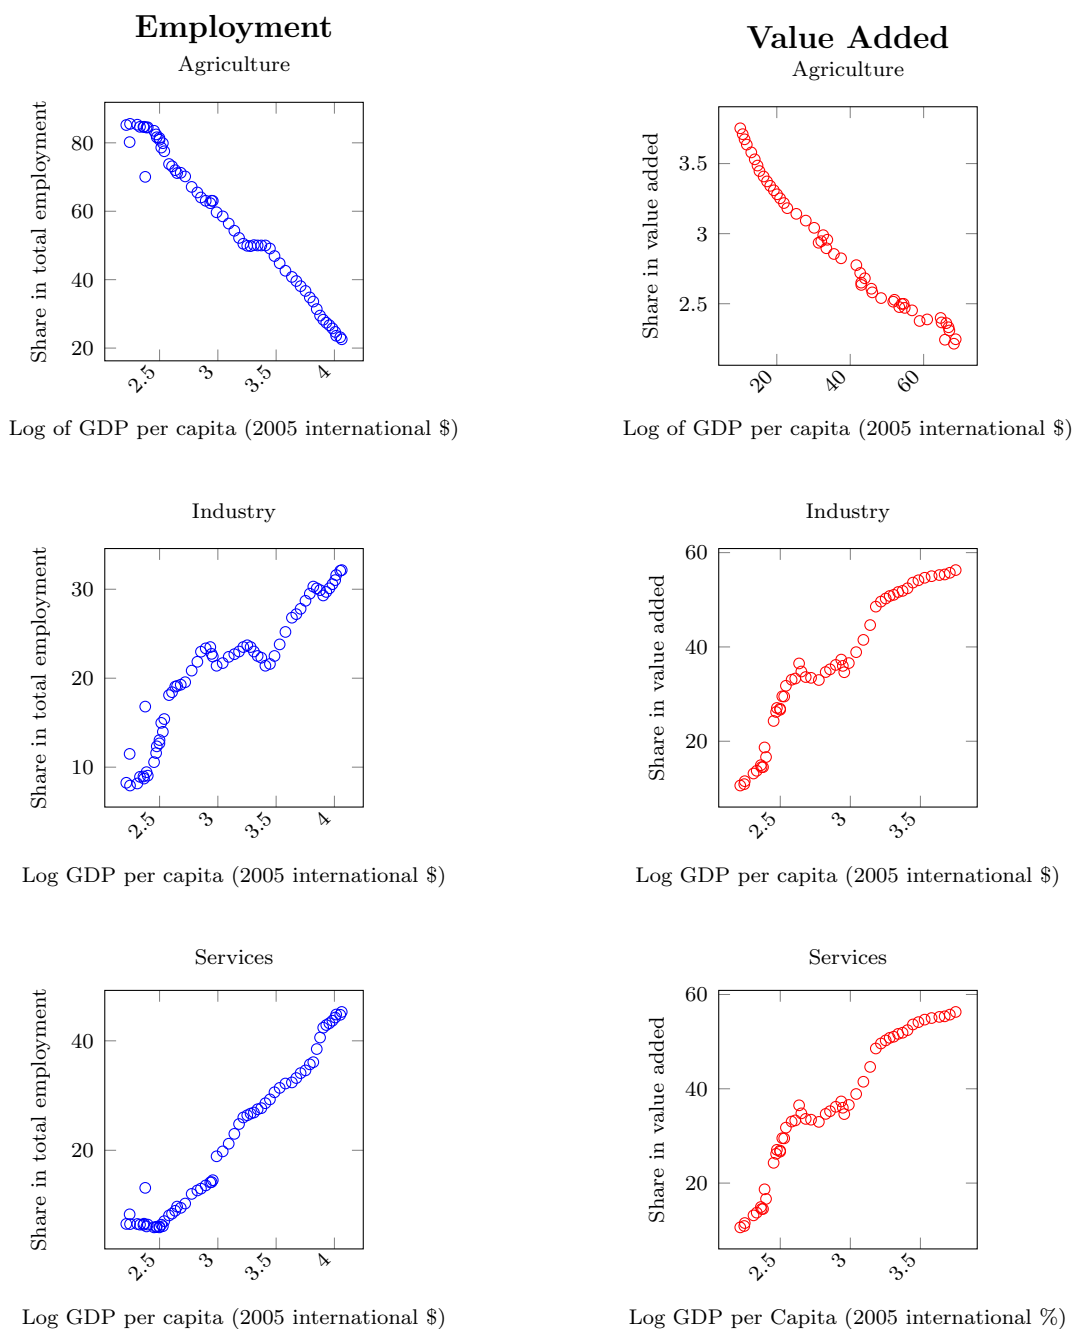 Employment
Agriculture
80
60
40
20
2.5
3
3.5
4
Share in total employment
Log of GDP per capita (2005 international $)
Value Added
Agriculture
3.5
3
2.5
20
40
60
Share in value added
Log of GDP per capita (2005 international $)
Industry
30
20
10
2.5
3
3.5
4
Share in total employment
Log GDP per capita (2005 international $)
Industry
60
40
20
2.5
3
3.5
Share in value added
Log GDP per capita (2005 international $)
Services
40
20
2.5
3
3.5
4
Share in total employment
Log GDP per capita (2005 international $)
Services
60
40
20
2.5
3
3.5
Share in value added
Log GDP per Capita (2005 international %)